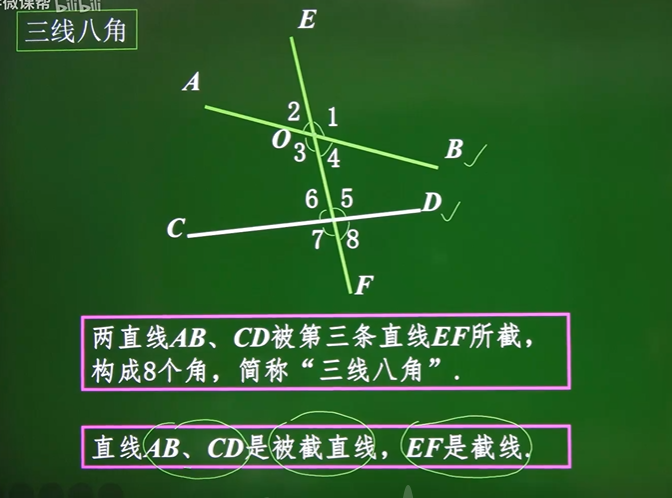 微课帮 bilibili
三线八角
E
A
2 1
O
B
3 4
6 5
D
C
7 8
F
两直线AB、CD被第三条直线EF所截，
构成8个角，简称“三线八角”.
直线AB、CD是被截直线，EF是截线.